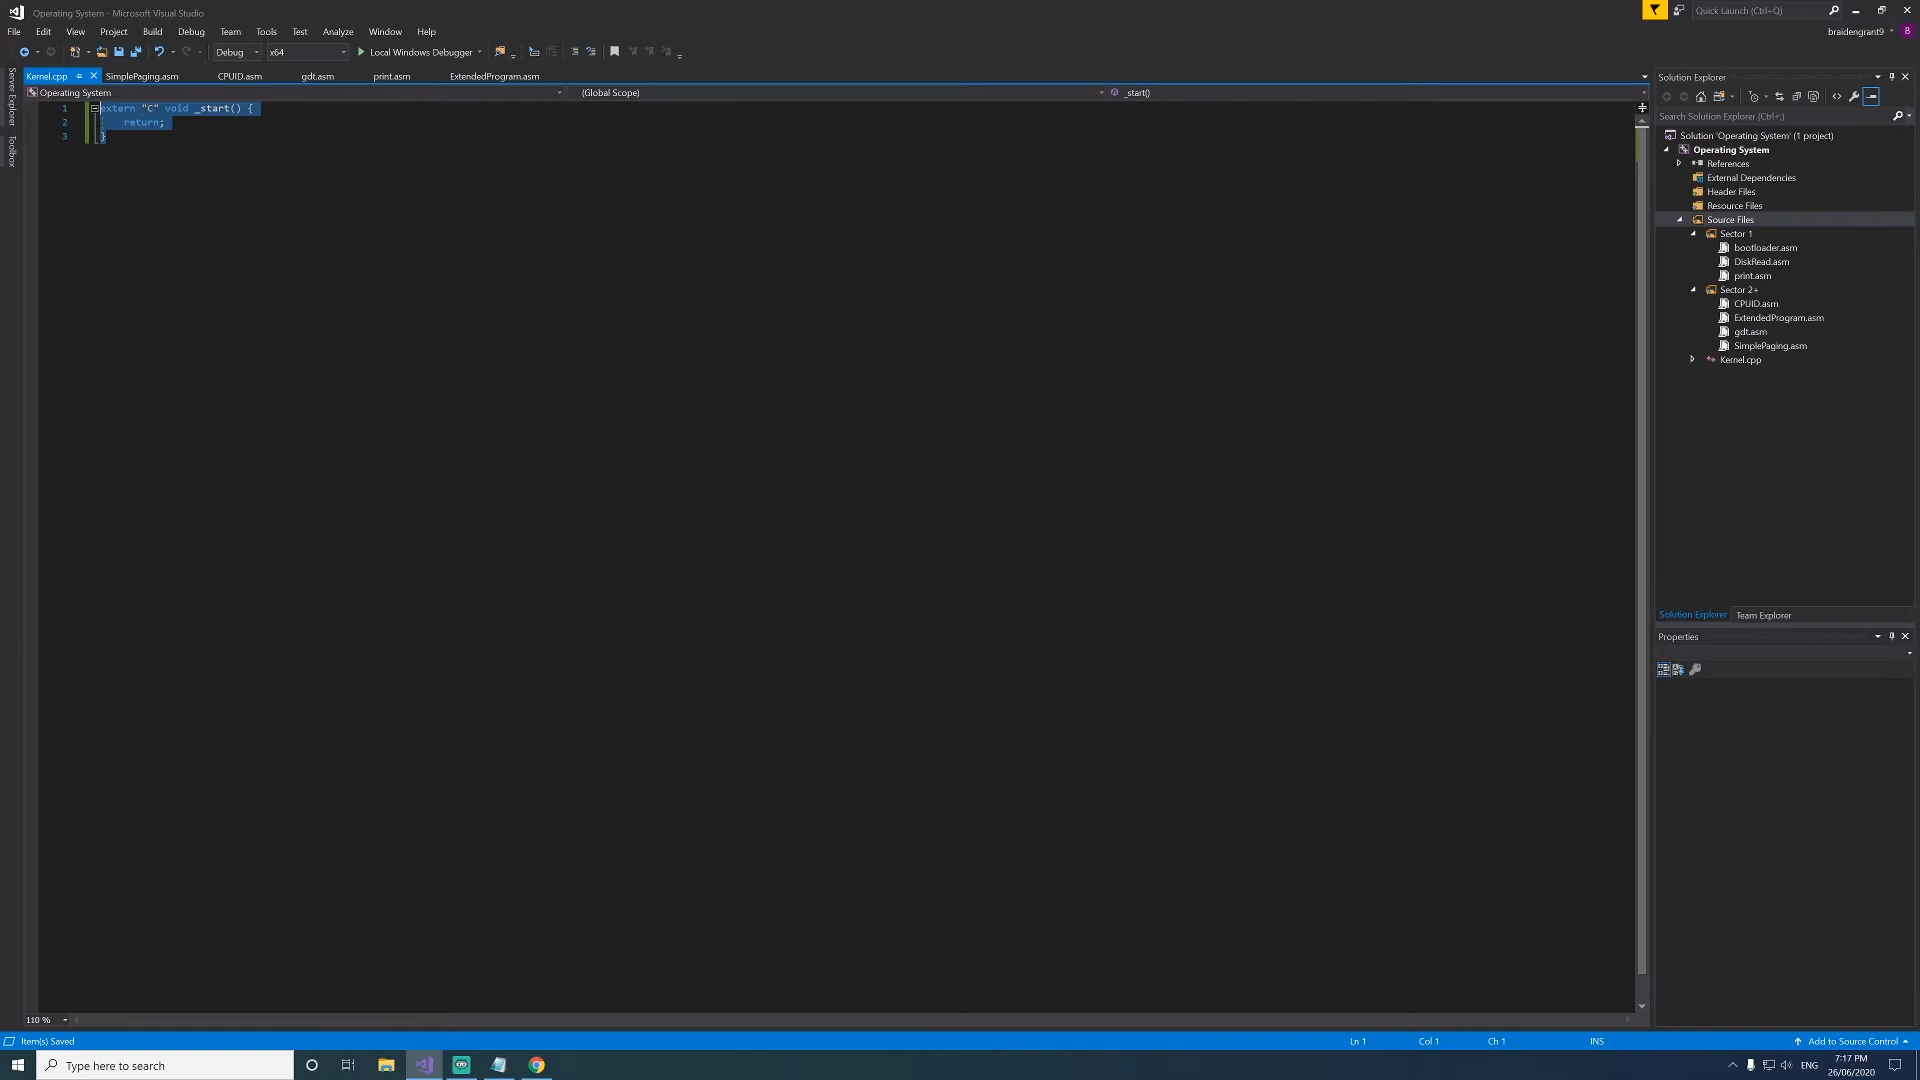 Operating System - Microsoft Visual Studio
Quick Launch (Ctrl+Q)
File Edit View Project Build Debug Team Tools Test Analyze Window Help
braidengrant9
B
Debug x64 Local Windows Debugger
Kernel.cpp SimplePaging.asm CPUID.asm gdt.asm print.asm ExtendedProgram.asm
Operating System (Global Scope) _start()
Server Explorer
Toolbox
1 extern "C" void _start() {
2 return;
3 }
Solution Explorer
Search Solution Explorer (Ctrl+;)
Solution 'Operating System' (1 project)
Operating System
References
External Dependencies
Header Files
Resource Files
Source Files
Sector 1
bootloader.asm
DiskRead.asm
print.asm
Sector 2+
CPUID.asm
ExtendedProgram.asm
gdt.asm
SimplePaging.asm
Kernel.cpp
Solution Explorer Team Explorer
Properties
110 %
Item(s) Saved Ln 1 Col 1 Ch 1 INS Add to Source Control
Type here to search
ENG
7:17 PM
26/06/2020